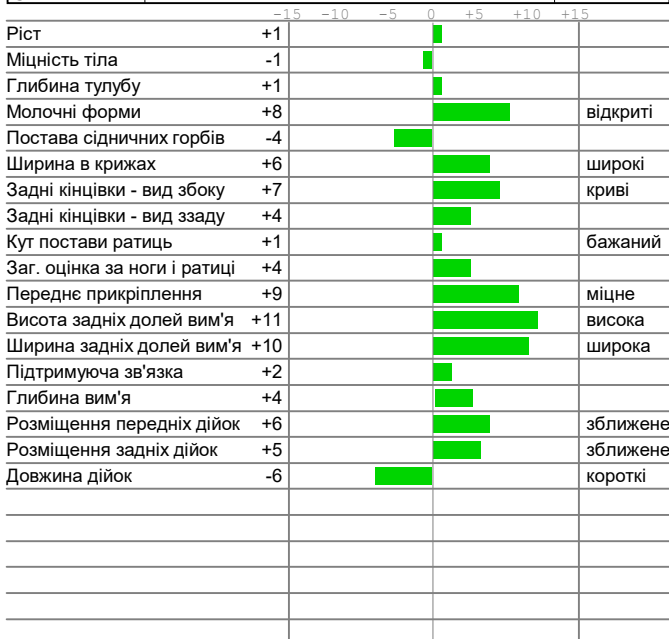 -15 -10 -5 0 +5 +10 +15
Ріст +1
Міцність тіла -1
Глибина тулубу +1
Молочні форми +8 відкриті
Постава сідничних горбів -4
Ширина в крижах +6 широкі
Задні кінцівки - вид збоку +7 криві
Задні кінцівки - вид ззаду +4
Кут постави ратиць +1 бажаний
Заг. оцінка за ноги і ратиці +4
Переднє прикріплення +9 міцне
Висота задніх долей вим'я +11 висока
Ширина задніх долей вим'я +10 широка
Підтримуюча зв'язка +2
Глибина вим'я +4
Розміщення передніх дійок +6 зближене
Розміщення задніх дійок +5 зближене
Довжина дійок -6 короткі